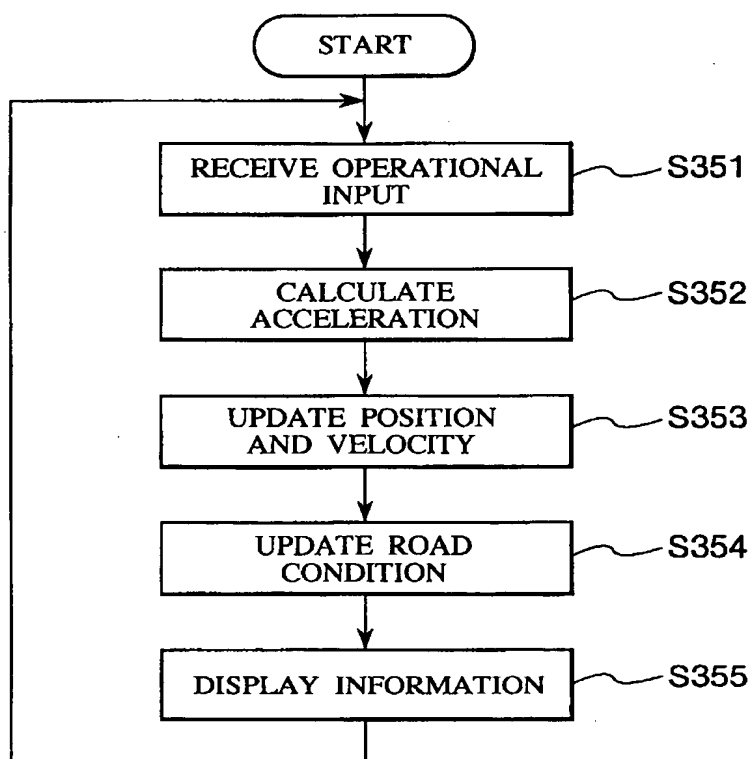 START
RECEIVE OPERATIONAL
INPUT
S351
CALCULATE
ACCELERATION
S352
UPDATE POSITION
AND VELOCITY
S353
UPDATE ROAD
CONDITION
S354
DISPLAY INFORMATION
S355